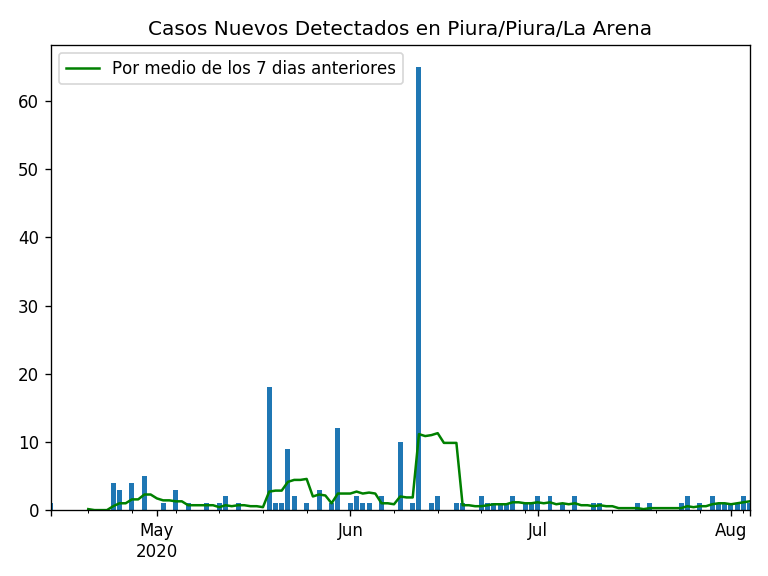 Casos Nuevos Detectados en Piura/Piura/La Arena
Por medio de los 7 dias anteriores
60
50
40
30
20
10
0
May Jun Jul Aug
2020